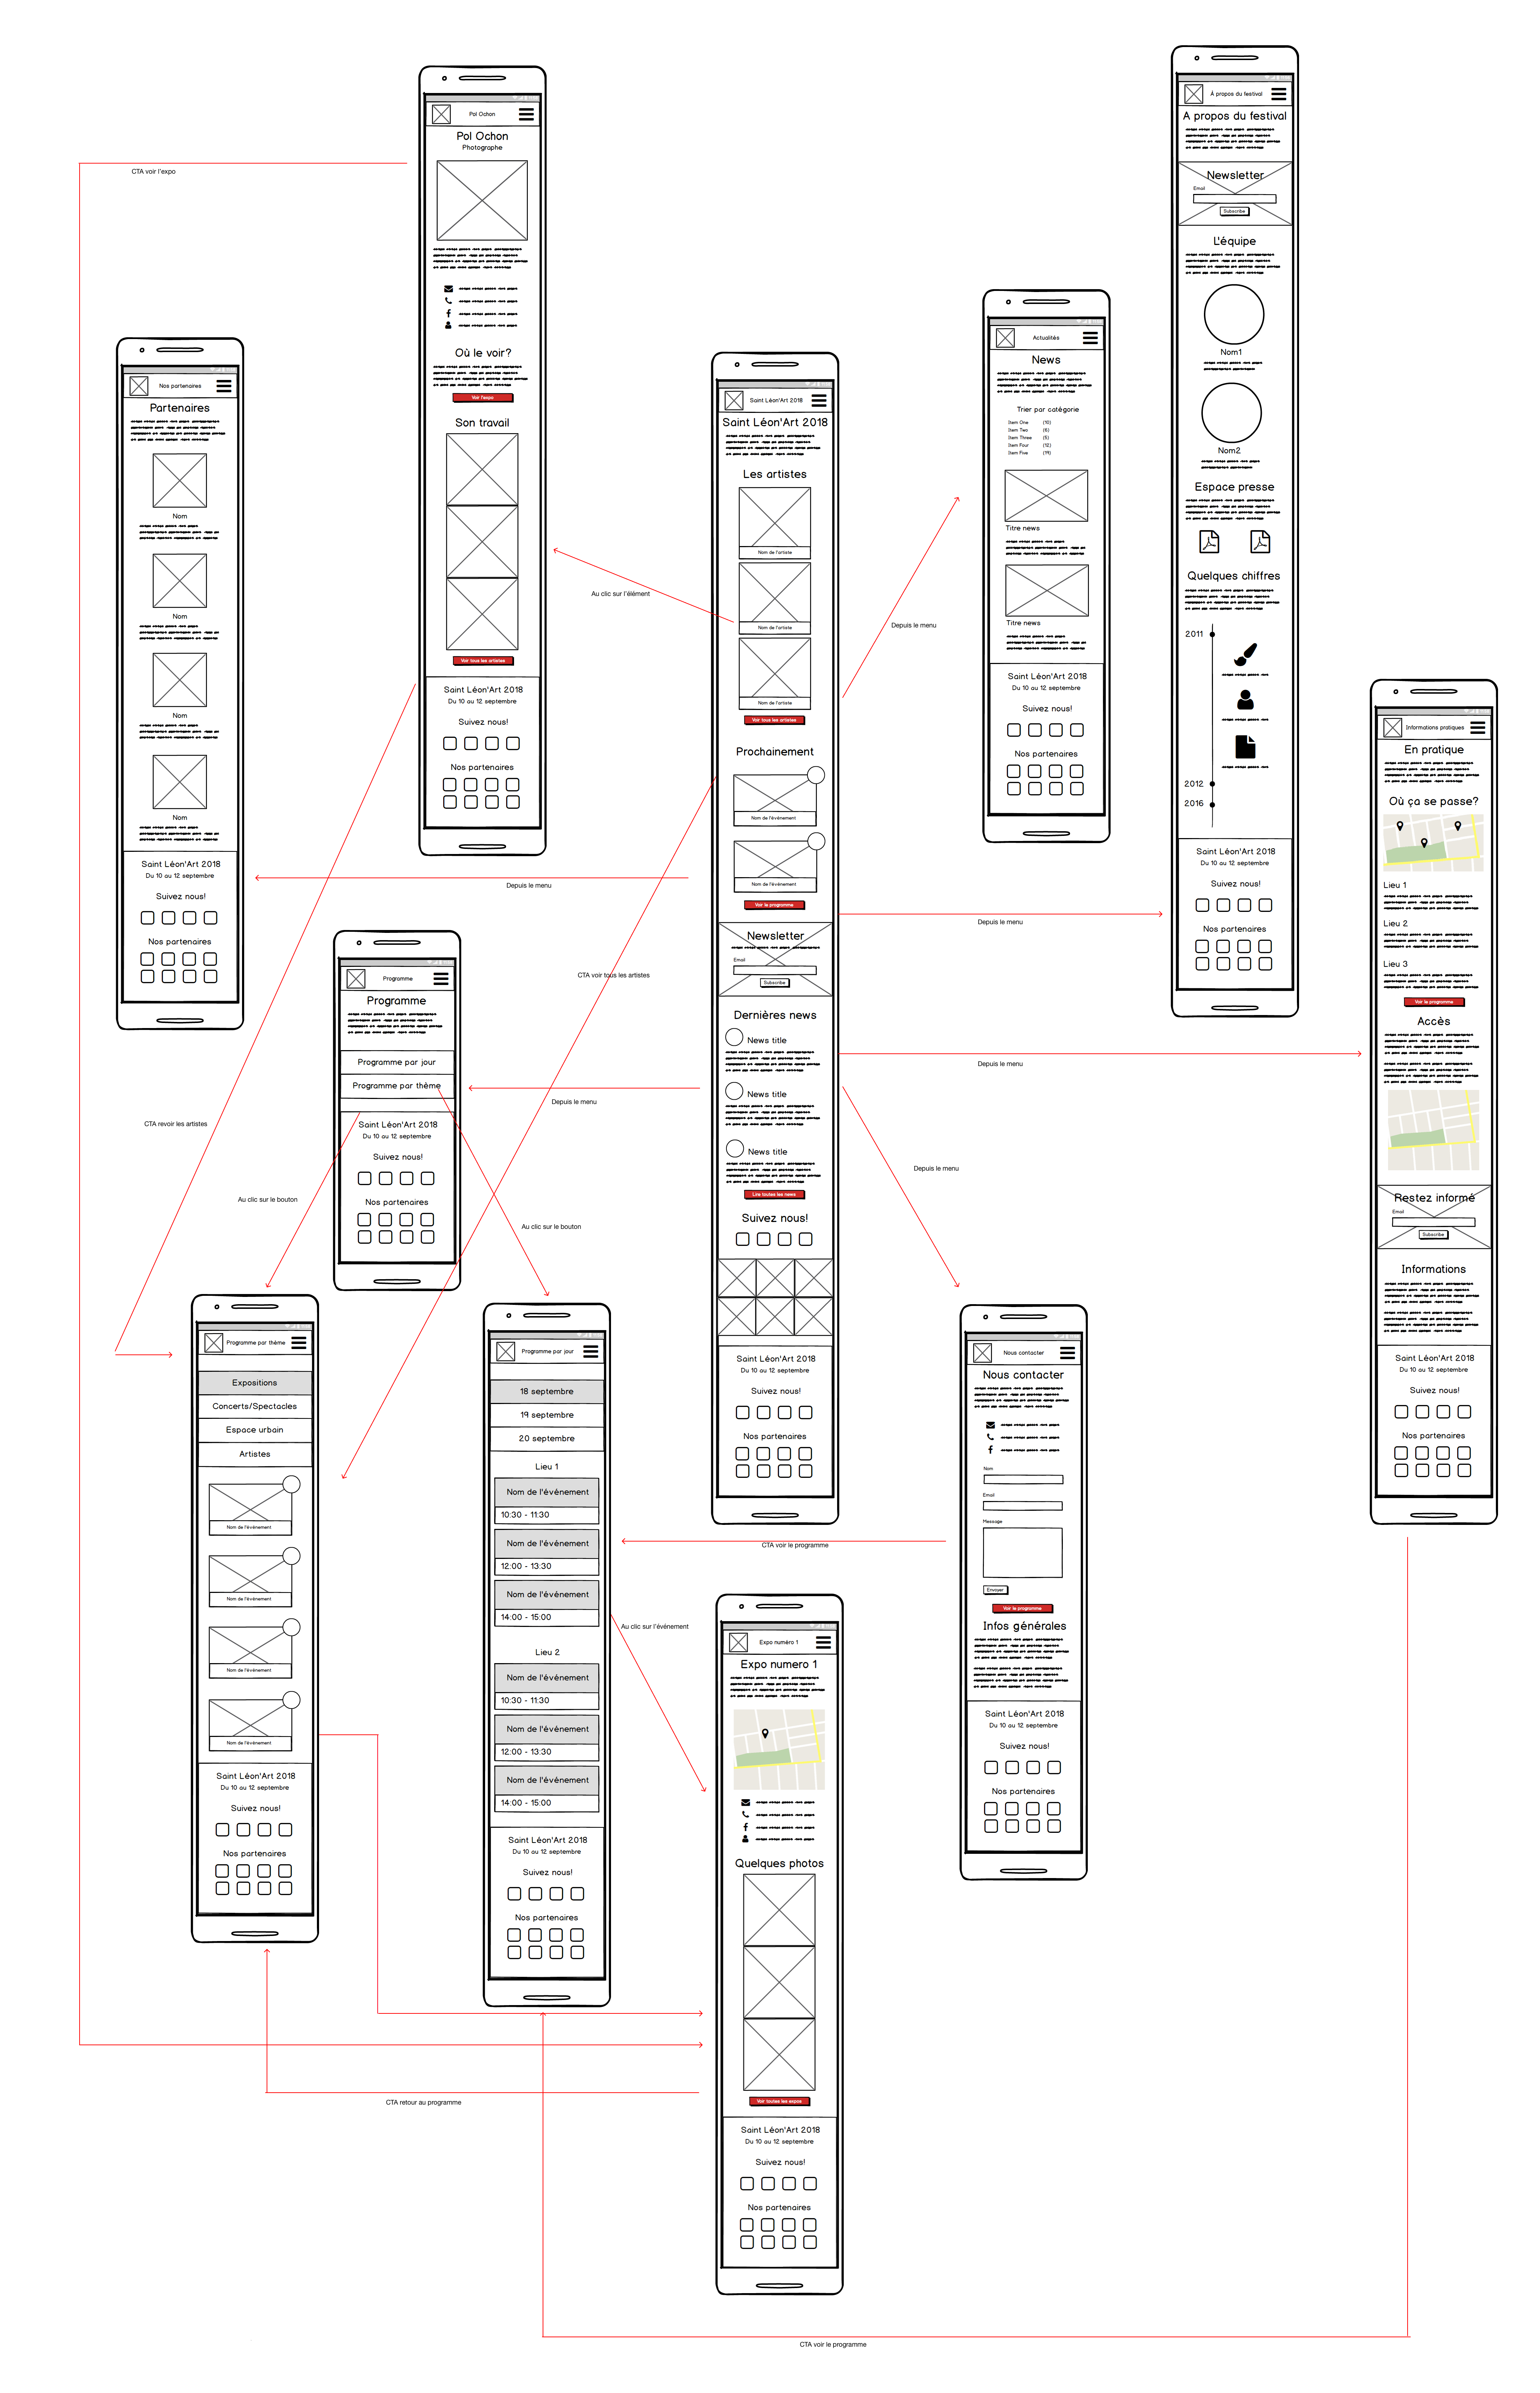 À propos du festival
A propos du festival
Newsletter
Email
Subscribe
L'équipe
Nom1
Nom2
Espace presse
Quelques chiffres
2011
2012
2016
Saint Léon'Art 2018
Du 10 au 12 septembre
Suivez nous!
Nos partenaires
Pol Ochon
Pol Ochon
Photographe
Où le voir?
Voir l'expo
Son travail
Voir tous les artistes
Saint Léon'Art 2018
Du 10 au 12 septembre
Suivez nous!
Nos partenaires
CTA voir l'expo
Actualités
News
Trier par catégorie
Item One (10)
Item Two (6)
Item Three (5)
Item Four (12)
Item Five (19)
Titre news
Titre news
Saint Léon'Art 2018
Du 10 au 12 septembre
Suivez nous!
Nos partenaires
Nos partenaires
Partenaires
Nom
Nom
Nom
Nom
Saint Léon'Art 2018
Du 10 au 12 septembre
Suivez nous!
Nos partenaires
Saint Léon'Art 2018
Saint Léon'Art 2018
Les artistes
Nom de l'artiste
Nom de l'artiste
Nom de l'artiste
Voir tous les artistes
Prochainement
Nom de l'événement
Nom de l'événement
Voir le programme
Newsletter
Email
Subscribe
Dernières news
News title
News title
News title
Lire toutes les news
Suivez nous!
Saint Léon'Art 2018
Du 10 au 12 septembre
Suivez nous!
Nos partenaires
Au clic sur l'élément
Depuis le menu
Depuis le menu
Depuis le menu
CTA voir tous les artistes
Depuis le menu
Depuis le menu
Depuis le menu
Informations pratiques
En pratique
Où ça se passe?
Lieu 1
Lieu 2
Lieu 3
Voir le programme
Accès
Restez informé
Email
Subscribe
Informations
Saint Léon'Art 2018
Du 10 au 12 septembre
Suivez nous!
Nos partenaires
Programme
Programme
Programme par jour
Programme par thème
Saint Léon'Art 2018
Du 10 au 12 septembre
Suivez nous!
Nos partenaires
CTA revoir les artistes
Au clic sur le bouton
Au clic sur le bouton
Programme par thème
Expositions
Concerts/Spectacles
Espace urbain
Artistes
Nom de l'événement
Nom de l'événement
Nom de l'événement
Nom de l'événement
Saint Léon'Art 2018
Du 10 au 12 septembre
Suivez nous!
Nos partenaires
Programme par jour
18 septembre
19 septembre
20 septembre
Lieu 1
Nom de l'événement
10:30 - 11:30
Nom de l'événement
12:00 - 13:30
Nom de l'événement
14:00 - 15:00
Lieu 2
Nom de l'événement
10:30 - 11:30
Nom de l'événement
12:00 - 13:30
Nom de l'événement
14:00 - 15:00
Saint Léon'Art 2018
Du 10 au 12 septembre
Suivez nous!
Nos partenaires
Nous contacter
Nous contacter
Nom
Email
Message
Envoyer
Voir le programme
Infos générales
Saint Léon'Art 2018
Du 10 au 12 septembre
Suivez nous!
Nos partenaires
CTA voir le programme
Au clic sur l'événement
Expo numéro 1
Expo numero 1
Quelques photos
Voir toutes les expos
Saint Léon'Art 2018
Du 10 au 12 septembre
Suivez nous!
Nos partenaires
CTA retour au programme
CTA voir le programme